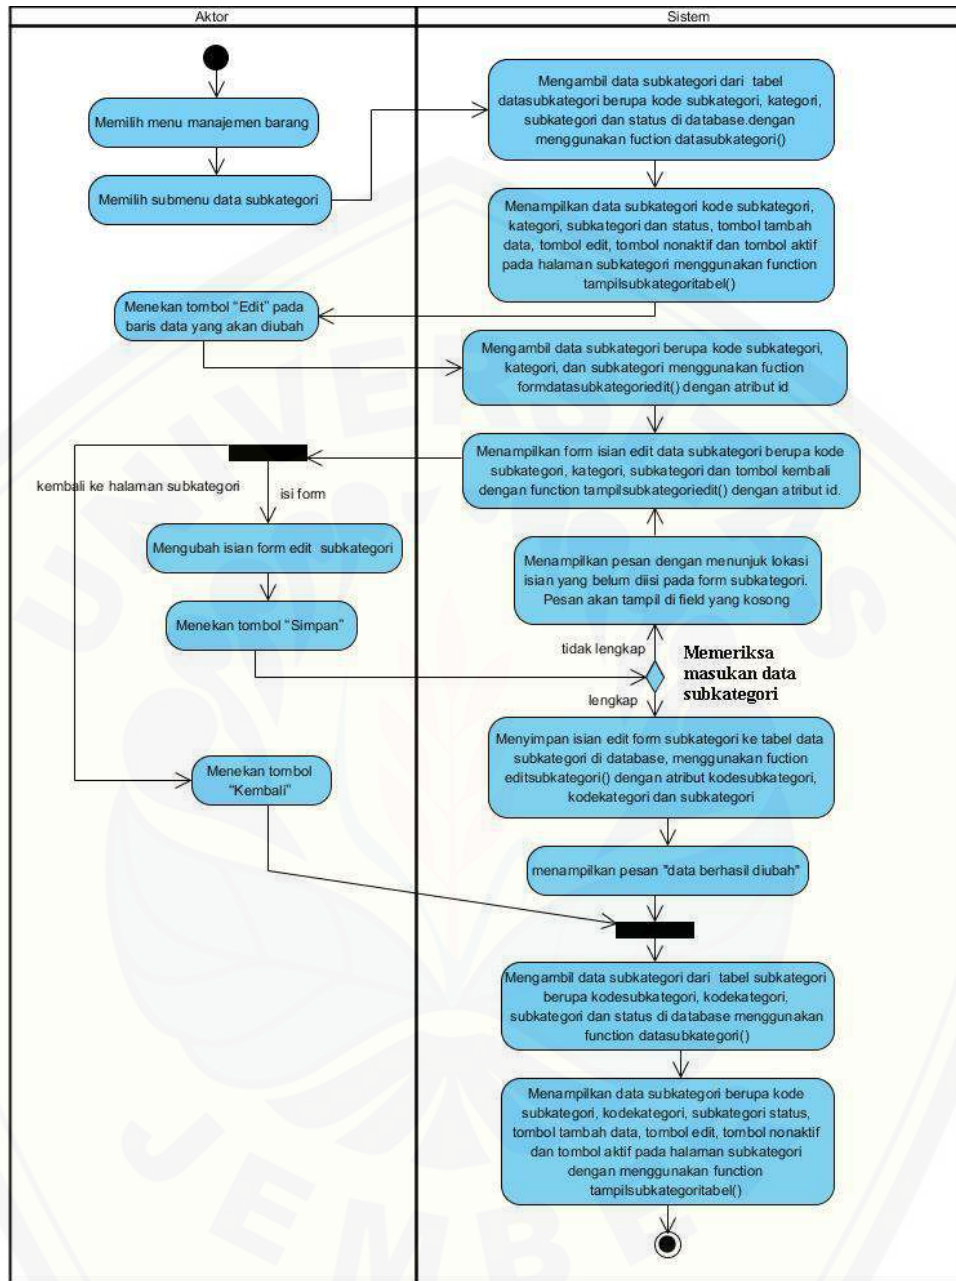 Aktor
Sistem
Memilih menu manajemen barang
Memilih submenu data subkategori
Mengambil data subkategori dari tabel
datasubkategori berupa kode subkategori, kategori,
subkategori dan status di database.dengan
menggunakan fuction datasubkategori()
Menampilkan data subkategori kode subkategori,
kategori, subkategori dan status, tombol tambah
data, tombol edit, tombol nonaktif dan tombol aktif
pada halaman subkategori menggunakan function
tampilsubkategoritabel()
Menekan tombol "Edit" pada
baris data yang akan diubah
Mengambil data subkategori berupa kode subkategori,
kategori, dan subkategori menggunakan fuction
formdatasubkategoriedit() dengan atribut id
Menampilkan form isian edit data subkategori berupa kode
subkategori, kategori, subkategori dan tombol kembali
dengan function tampilsubkategoriedit() dengan atribut id.
kembali ke halaman subkategori
isi form
Mengubah isian form edit subkategori
Menekan tombol "Simpan"
Menampilkan pesan dengan menunjuk lokasi
isian yang belum diisi pada form subkategori.
Pesan akan tampil di field yang kosong
tidak lengkap
Memeriksa
masukan data
subkategori
lengkap
Menyimpan isian edit form subkategori ke tabel data
subkategori di database, menggunakan fuction
editsubkategori() dengan atribut kodesubkategori,
kodekategori dan subkategori
Menekan tombol
"Kembali"
menampilkan pesan "data berhasil diubah"
Mengambil data subkategori dari tabel subkategori
berupa kodesubkategori, kodekategori,
subkategori dan status di database menggunakan
function datasubkategori()
Menampilkan data subkategori berupa kode
subkategori, kodekategori, subkategori status,
tombol tambah data, tombol edit, tombol nonaktif
dan tombol aktif pada halaman subkategori
dengan menggunakan function
tampilsubkategoritabel()
UNIVERSITAS
JEMBER